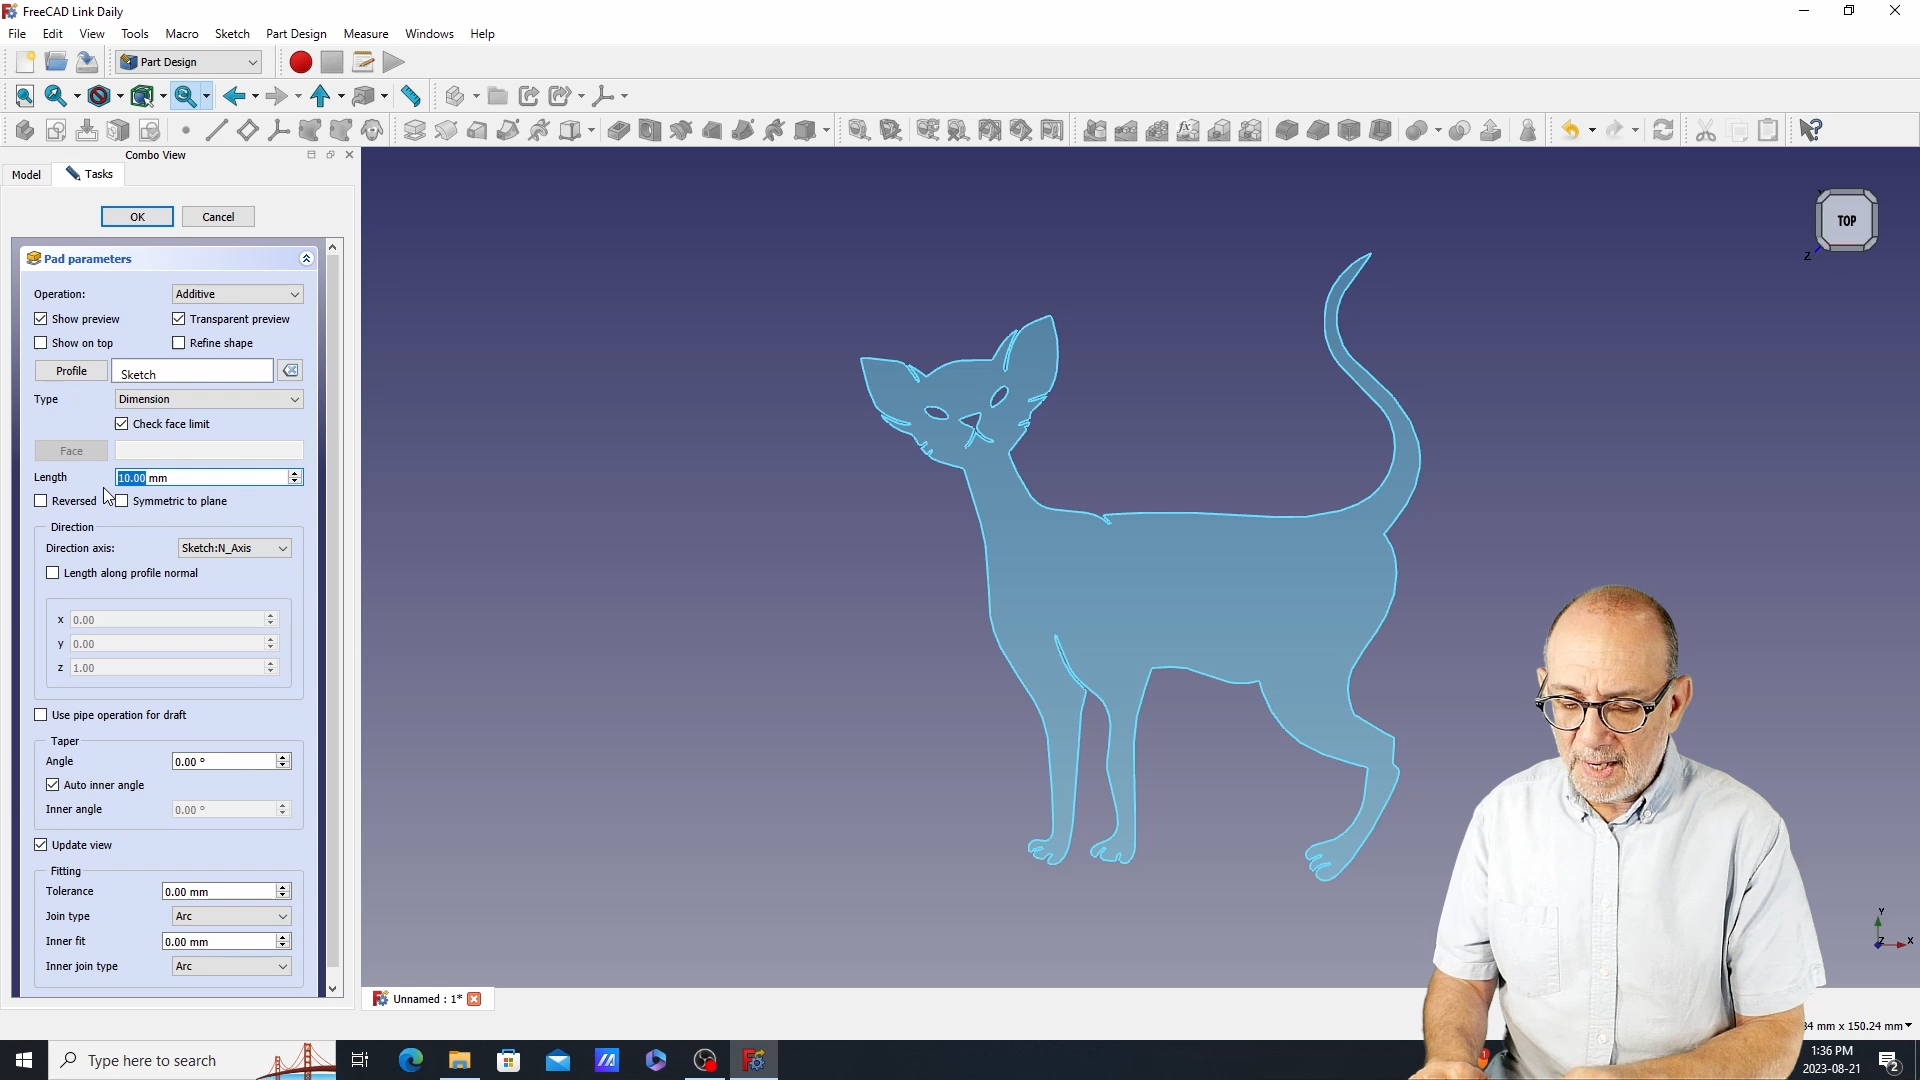 FreeCAD Link Daily
File Edit View Tools Macro Sketch Part Design Measure Windows Help
Part Design
Combo View
Model Tasks
OK Cancel
Pad parameters
Operation: Additive
Show preview Transparent preview
Show on top Refine shape
Profile Sketch
Type Dimension
Check face limit
Face
Length 10.00 mm
Reversed Symmetric to plane
Direction
Direction axis: Sketch:N_Axis
Length along profile normal
x 0.00
y 0.00
z 1.00
Use pipe operation for draft
Taper
Angle 0.00 °
Auto inner angle
Inner angle 0.00 °
Update view
Fitting
Tolerance 0.00 mm
Join type Arc
Inner fit 0.00 mm
Inner join type Arc
TOP
Z
Y
Z X
Unnamed : 1*
mm x 150.24 mm
Type here to search
1:36 PM
2023-08-21
2